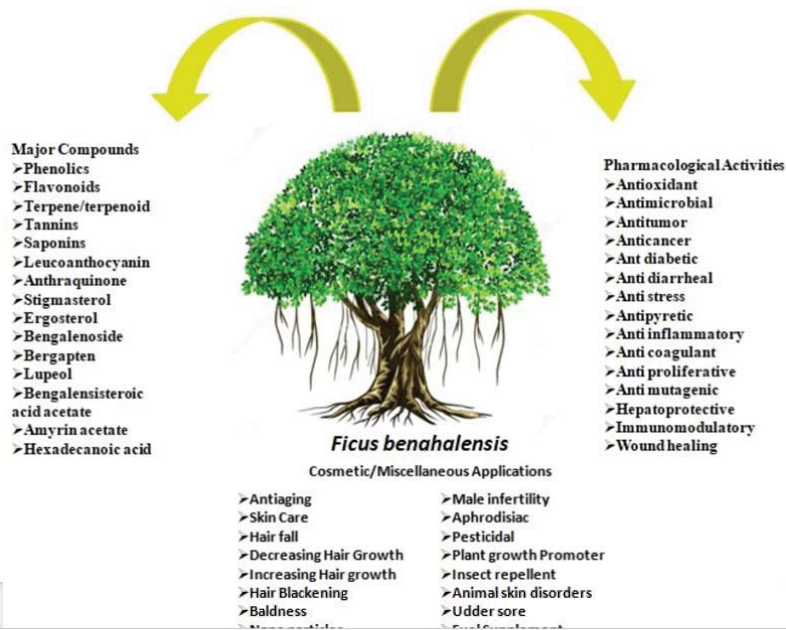 Major Compounds
➢Phenolics
➢Flavonoids
➢Terpene/terpenoid
➢Tannins
➢Saponins
➢Leucoanthocyanin
➢Anthraquinone
➢Stigmasterol
➢Ergosterol
➢Bengalenoside
➢Bergapten
➢Lupeol
➢Bengalensisteroic
acid acetate
➢Amyrin acetate
➢Hexadecanoic acid
Pharmacological Activities
➢Antioxidant
➢Antimicrobial
➢Antitumor
➢Anticancer
➢Ant diabetic
➢Anti diarrheal
➢Anti stress
➢Antipyretic
➢Anti inflammatory
➢Anti coagulant
➢Anti proliferative
➢Anti mutagenic
➢Hepatoprotective
➢Immunomodulatory
➢Wound healing
Ficus benahalensis
Cosmetic/Miscellaneous Applications
➢Antiaging
➢Skin Care
➢Hair fall
➢Decreasing Hair Growth
➢Increasing Hair growth
➢Hair Blackening
➢Baldness
➢Male infertility
➢Aphrodisiac
➢Pesticidal
➢Plant growth Promoter
➢Insect repellent
➢Animal skin disorders
➢Udder sore